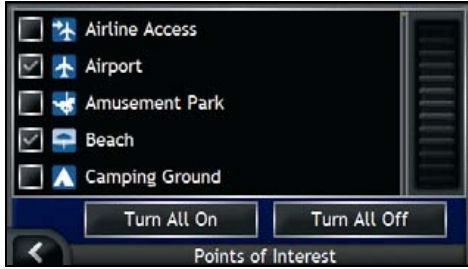 Airline Access
Airport
Amusement Park
Beach
Camping Ground
Turn All On
Turn All Off
Points of Interest